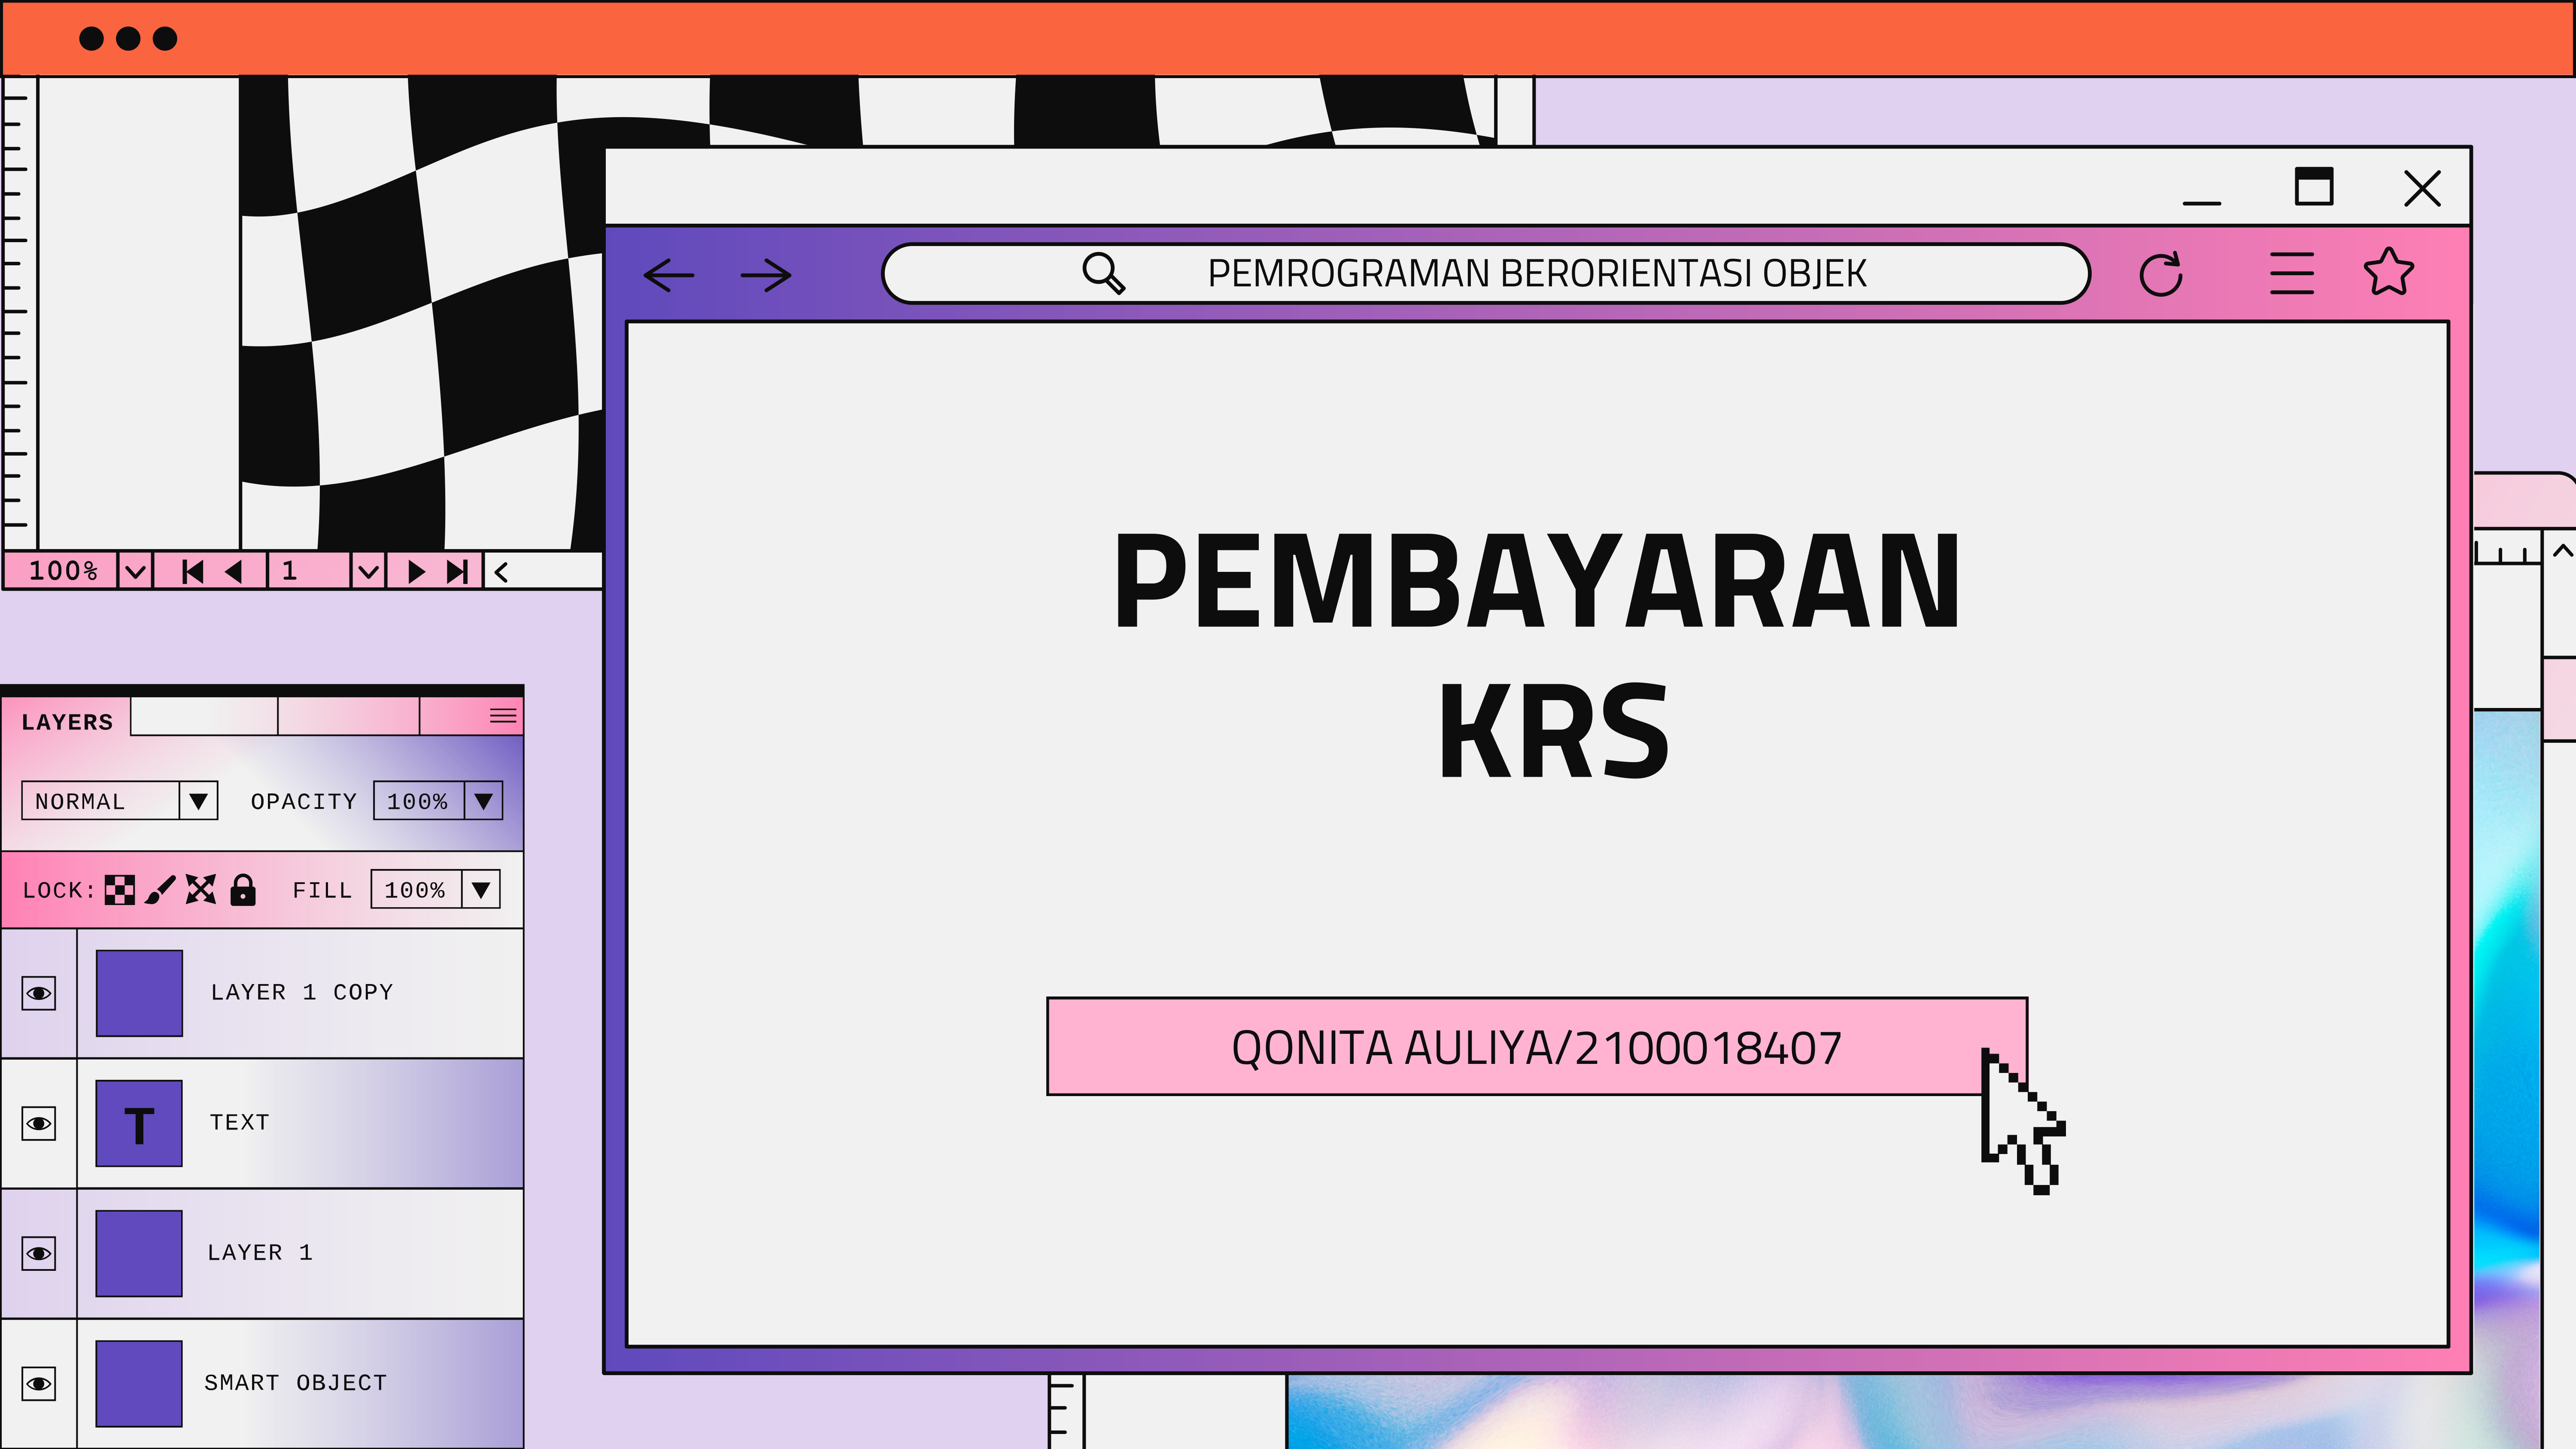 PEMROGRAMAN BERORIENTASI OBJEK
PEMBAYARAN
KRS
QONITA AULIYA/2100018407
100% 1
LAYERS
NORMAL OPACITY 100%
LOCK: FILL 100%
LAYER 1 COPY
T TEXT
LAYER 1
SMART OBJECT